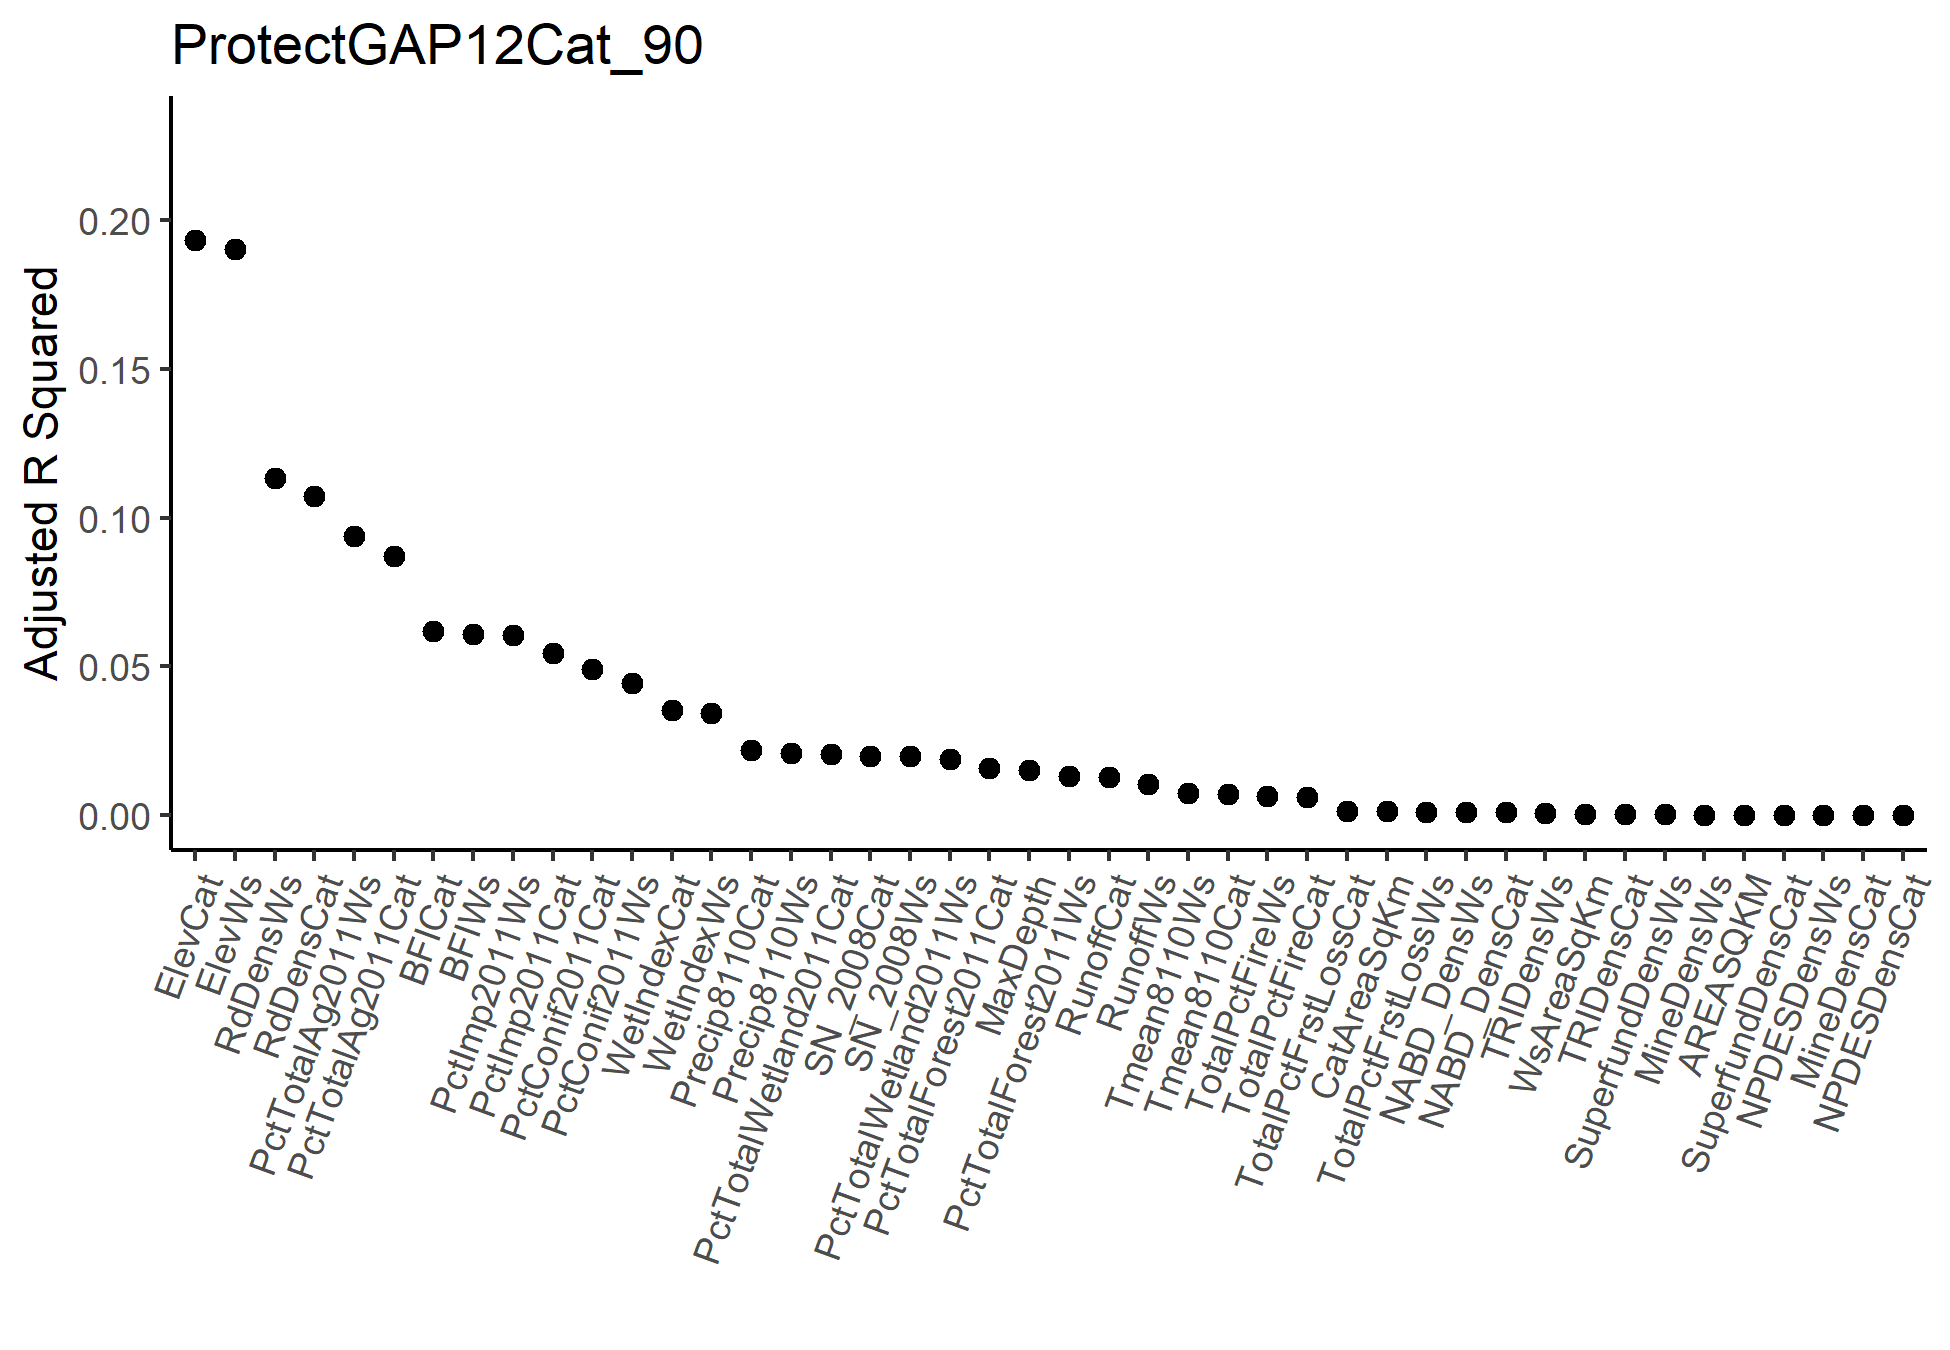 ProtectGAP12Cat_90
Adjusted R Squared
0.20
0.15
0.10
0.05
0.00
ElevCat
ElevWs
RdDensWs
RdDensCat
PctTotalAg2011Ws
PctTotalAg2011Cat
BFICat
BFIWs
PctImp2011Ws
PctImp2011Cat
PctConif2011Cat
PctConif2011Ws
WetIndexCat
WetIndexWs
Precip8110Cat
Precip8110Ws
PctTotalWetland2011Cat
SN_2008Cat
SN_2008Ws
PctTotalWetland2011Ws
PctTotalForest2011Cat
MaxDepth
PctTotalForest2011Ws
RunoffCat
RunoffWs
Tmean8110Ws
Tmean8110Cat
TotalPctFireWs
TotalPctFireCat
TotalPctFrstLossCat
CatAreaSqKm
TotalPctFrstLossWs
NABD_DensWs
NABD_DensCat
TRIDensWs
WsAreaSqKm
TRIDensCat
SuperfundDensWs
MineDensWs
AREASQKM
SuperfundDensCat
NPDESDensWs
MineDensCat
NPDESDensCat